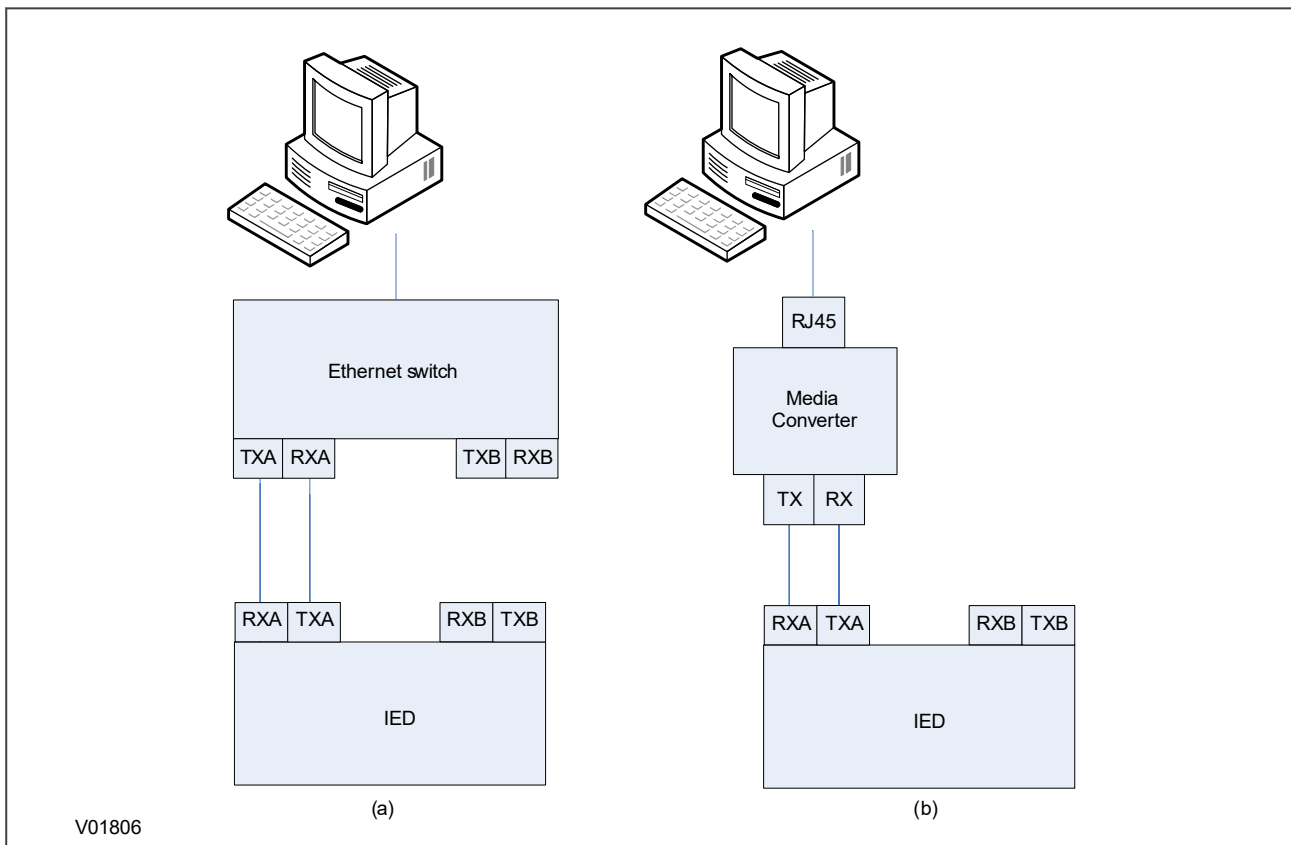 Ethernet switch
TXA RXA TXB RXB
RXA TXA RXB TXB
IED
(a)
RJ45
Media
Converter
TX RX
RXA TXA RXB TXB
IED
(b)
V01806